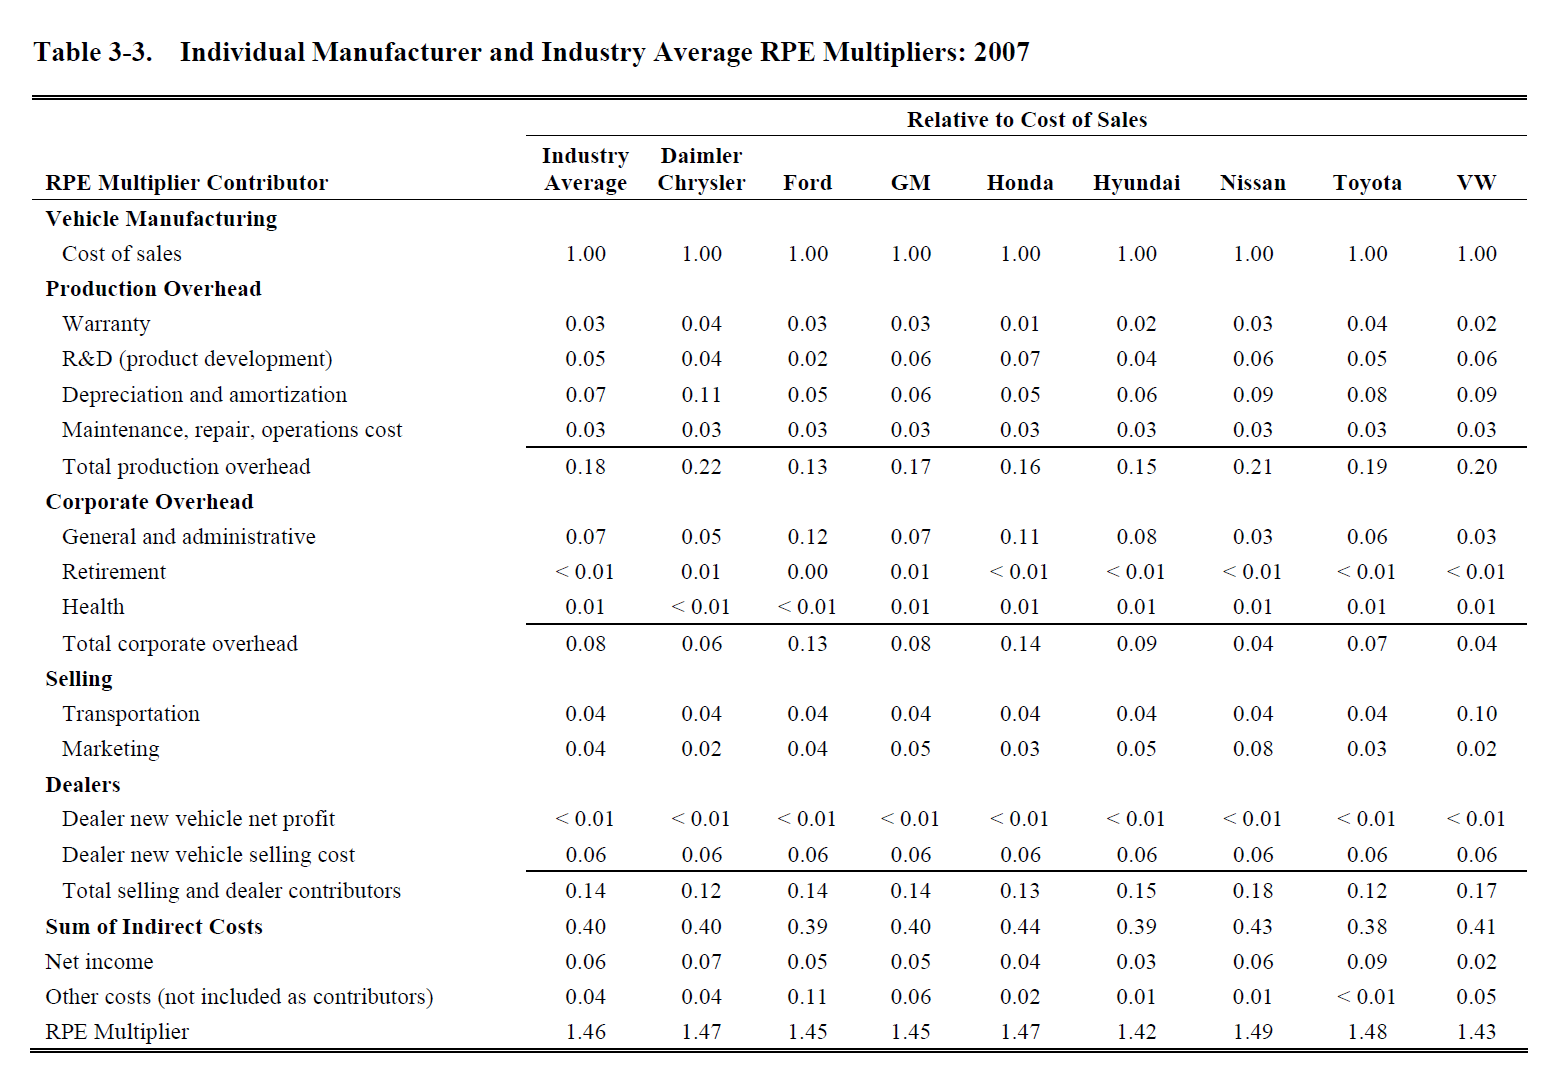 Table 3-3. Individual Manufacturer and Industry Average RPE Multipliers: 2007
Relative to Cost of Sales
RPE Multiplier Contributor Industry Average Daimler Chrysler Ford GM Honda Hyundai Nissan Toyota VW
Vehicle Manufacturing
Cost of sales 1.00 1.00 1.00 1.00 1.00 1.00 1.00 1.00 1.00
Production Overhead
Warranty 0.03 0.04 0.03 0.03 0.01 0.02 0.03 0.04 0.02
R&D (product development) 0.05 0.04 0.02 0.06 0.07 0.04 0.06 0.05 0.06
Depreciation and amortization 0.07 0.11 0.05 0.06 0.05 0.06 0.09 0.08 0.09
Maintenance, repair, operations cost 0.03 0.03 0.03 0.03 0.03 0.03 0.03 0.03 0.03
Total production overhead 0.18 0.22 0.13 0.17 0.16 0.15 0.21 0.19 0.20
Corporate Overhead
General and administrative 0.07 0.05 0.12 0.07 0.11 0.08 0.03 0.06 0.03
Retirement < 0.01 0.01 0.00 0.01 < 0.01 < 0.01 < 0.01 < 0.01 < 0.01
Health 0.01 < 0.01 < 0.01 0.01 0.01 0.01 0.01 0.01 0.01
Total corporate overhead 0.08 0.06 0.13 0.08 0.14 0.09 0.04 0.07 0.04
Selling
Transportation 0.04 0.04 0.04 0.04 0.04 0.04 0.04 0.04 0.10
Marketing 0.04 0.02 0.04 0.05 0.03 0.05 0.08 0.03 0.02
Dealers
Dealer new vehicle net profit < 0.01 < 0.01 < 0.01 < 0.01 < 0.01 < 0.01 < 0.01 < 0.01 < 0.01
Dealer new vehicle selling cost 0.06 0.06 0.06 0.06 0.06 0.06 0.06 0.06 0.06
Total selling and dealer contributors 0.14 0.12 0.14 0.14 0.13 0.15 0.18 0.12 0.17
Sum of Indirect Costs 0.40 0.40 0.39 0.40 0.44 0.39 0.43 0.38 0.41
Net income 0.06 0.07 0.05 0.05 0.04 0.03 0.06 0.09 0.02
Other costs (not included as contributors) 0.04 0.04 0.11 0.06 0.02 0.01 0.01 < 0.01 0.05
RPE Multiplier 1.46 1.47 1.45 1.45 1.47 1.42 1.49 1.48 1.43